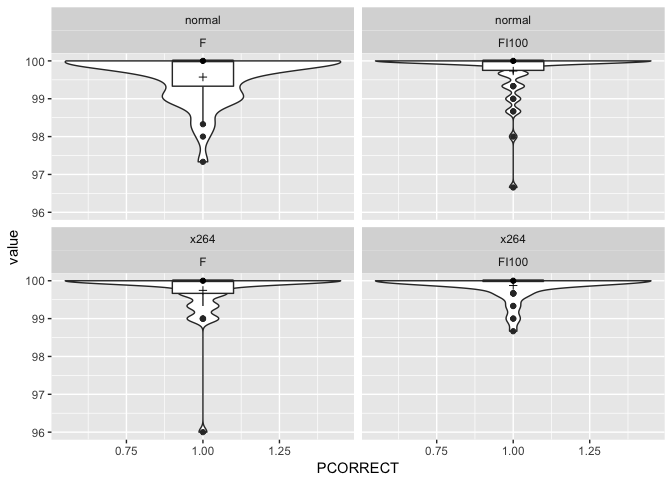 normal normal
F FI100
100
99
98
97
96
x264 x264
F FI100
100
99
98
97
96
value
0.75 1.00 1.25 0.75 1.00 1.25
PCORRECT